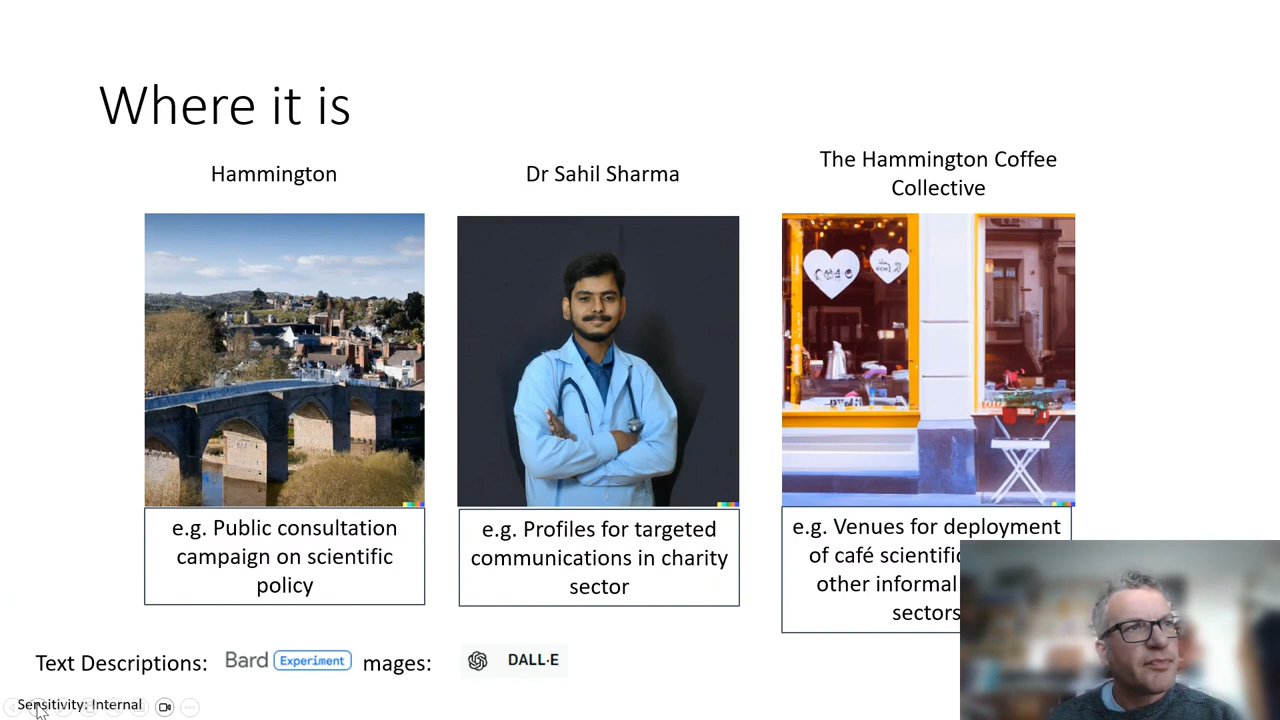 Where it is
Hammington
Dr Sahil Sharma
The Hammington Coffee
Collective
e.g. Public consultation
campaign on scientific
policy
e.g. Profiles for targeted
communications in charity
sector
e.g. Venues for deployment
of café scientific
other informal
sectors
Text Descriptions:
Bard Experiment
mages:
DALL·E
Sensitivity: Internal